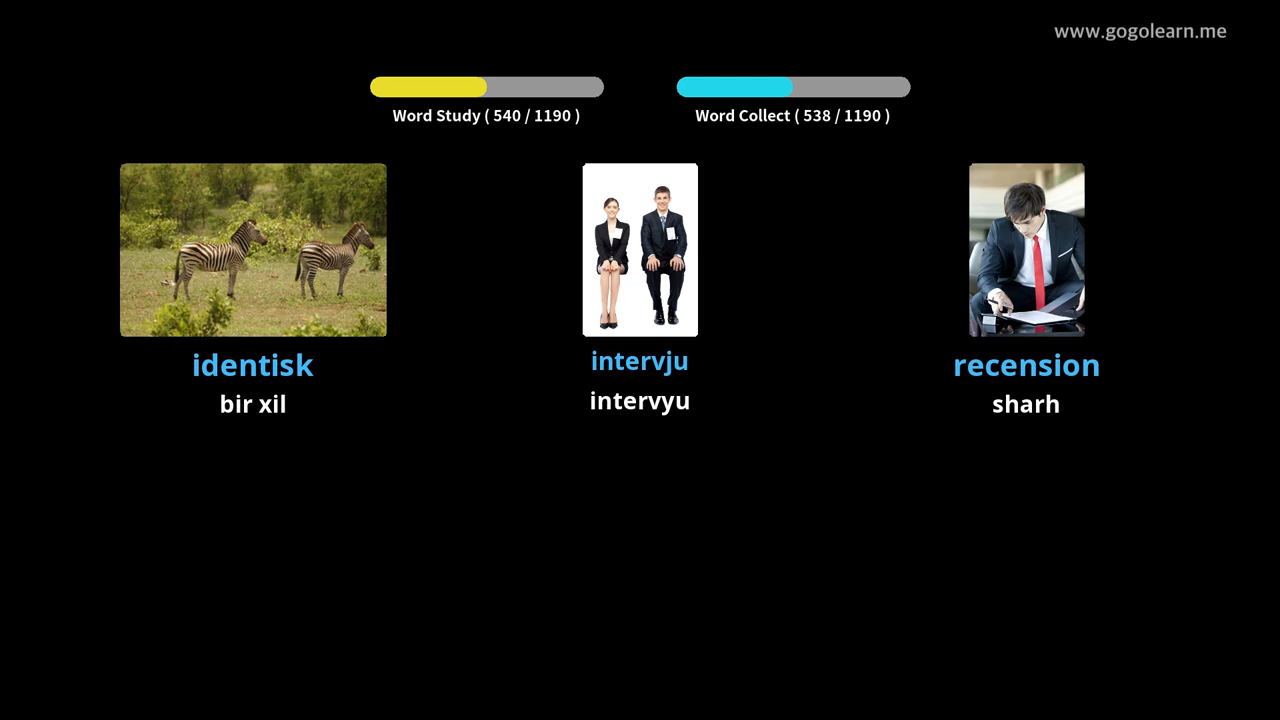 www.gogolearn.me
Word Study ( 540 / 1190 )
Word Collect ( 538 / 1190 )
identisk
bir xil
intervju
intervyu
recension
sharh